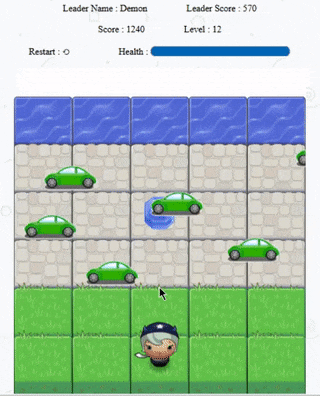 Leader Name : Demon Leader Score : 570
Score : 1240 Level : 12
Restart : ⟲ Health :